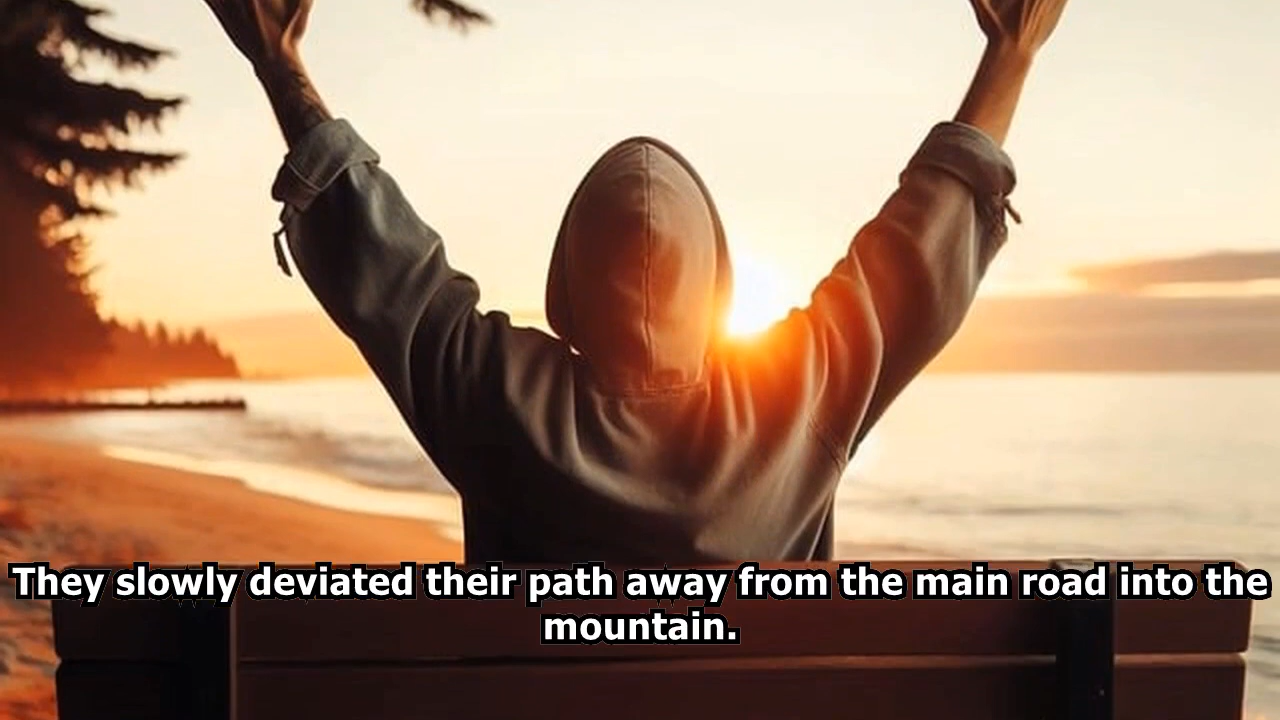 They slowly deviated their path away from the main road into the
mountain.